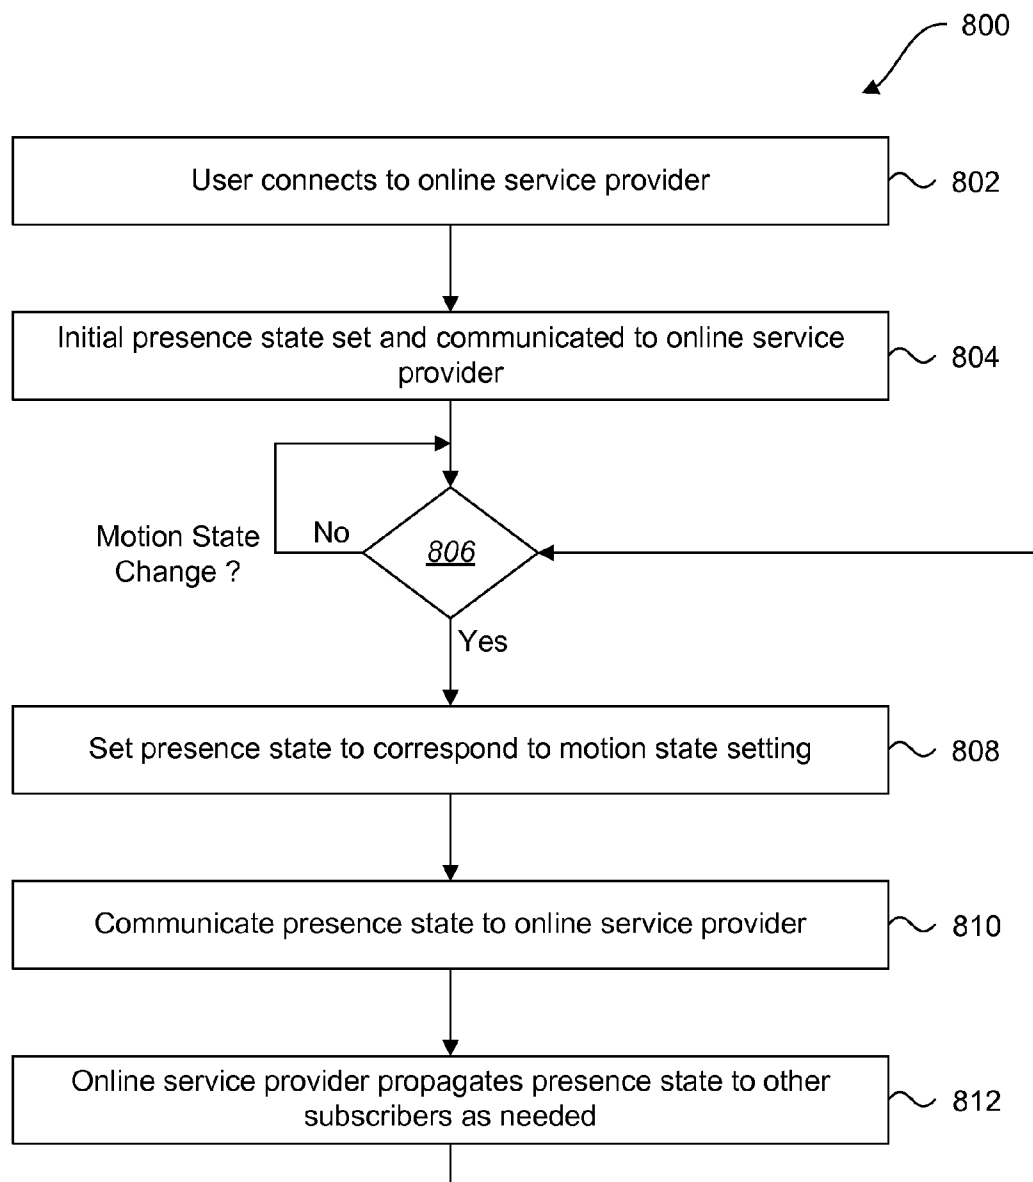 800
User connects to online service provider
802
Initial presence state set and communicated to online service
provider
804
Motion State
Change ?
No
806
Yes
Set presence state to correspond to motion state setting
808
Communicate presence state to online service provider
810
Online service provider propagates presence state to other
subscribers as needed
812